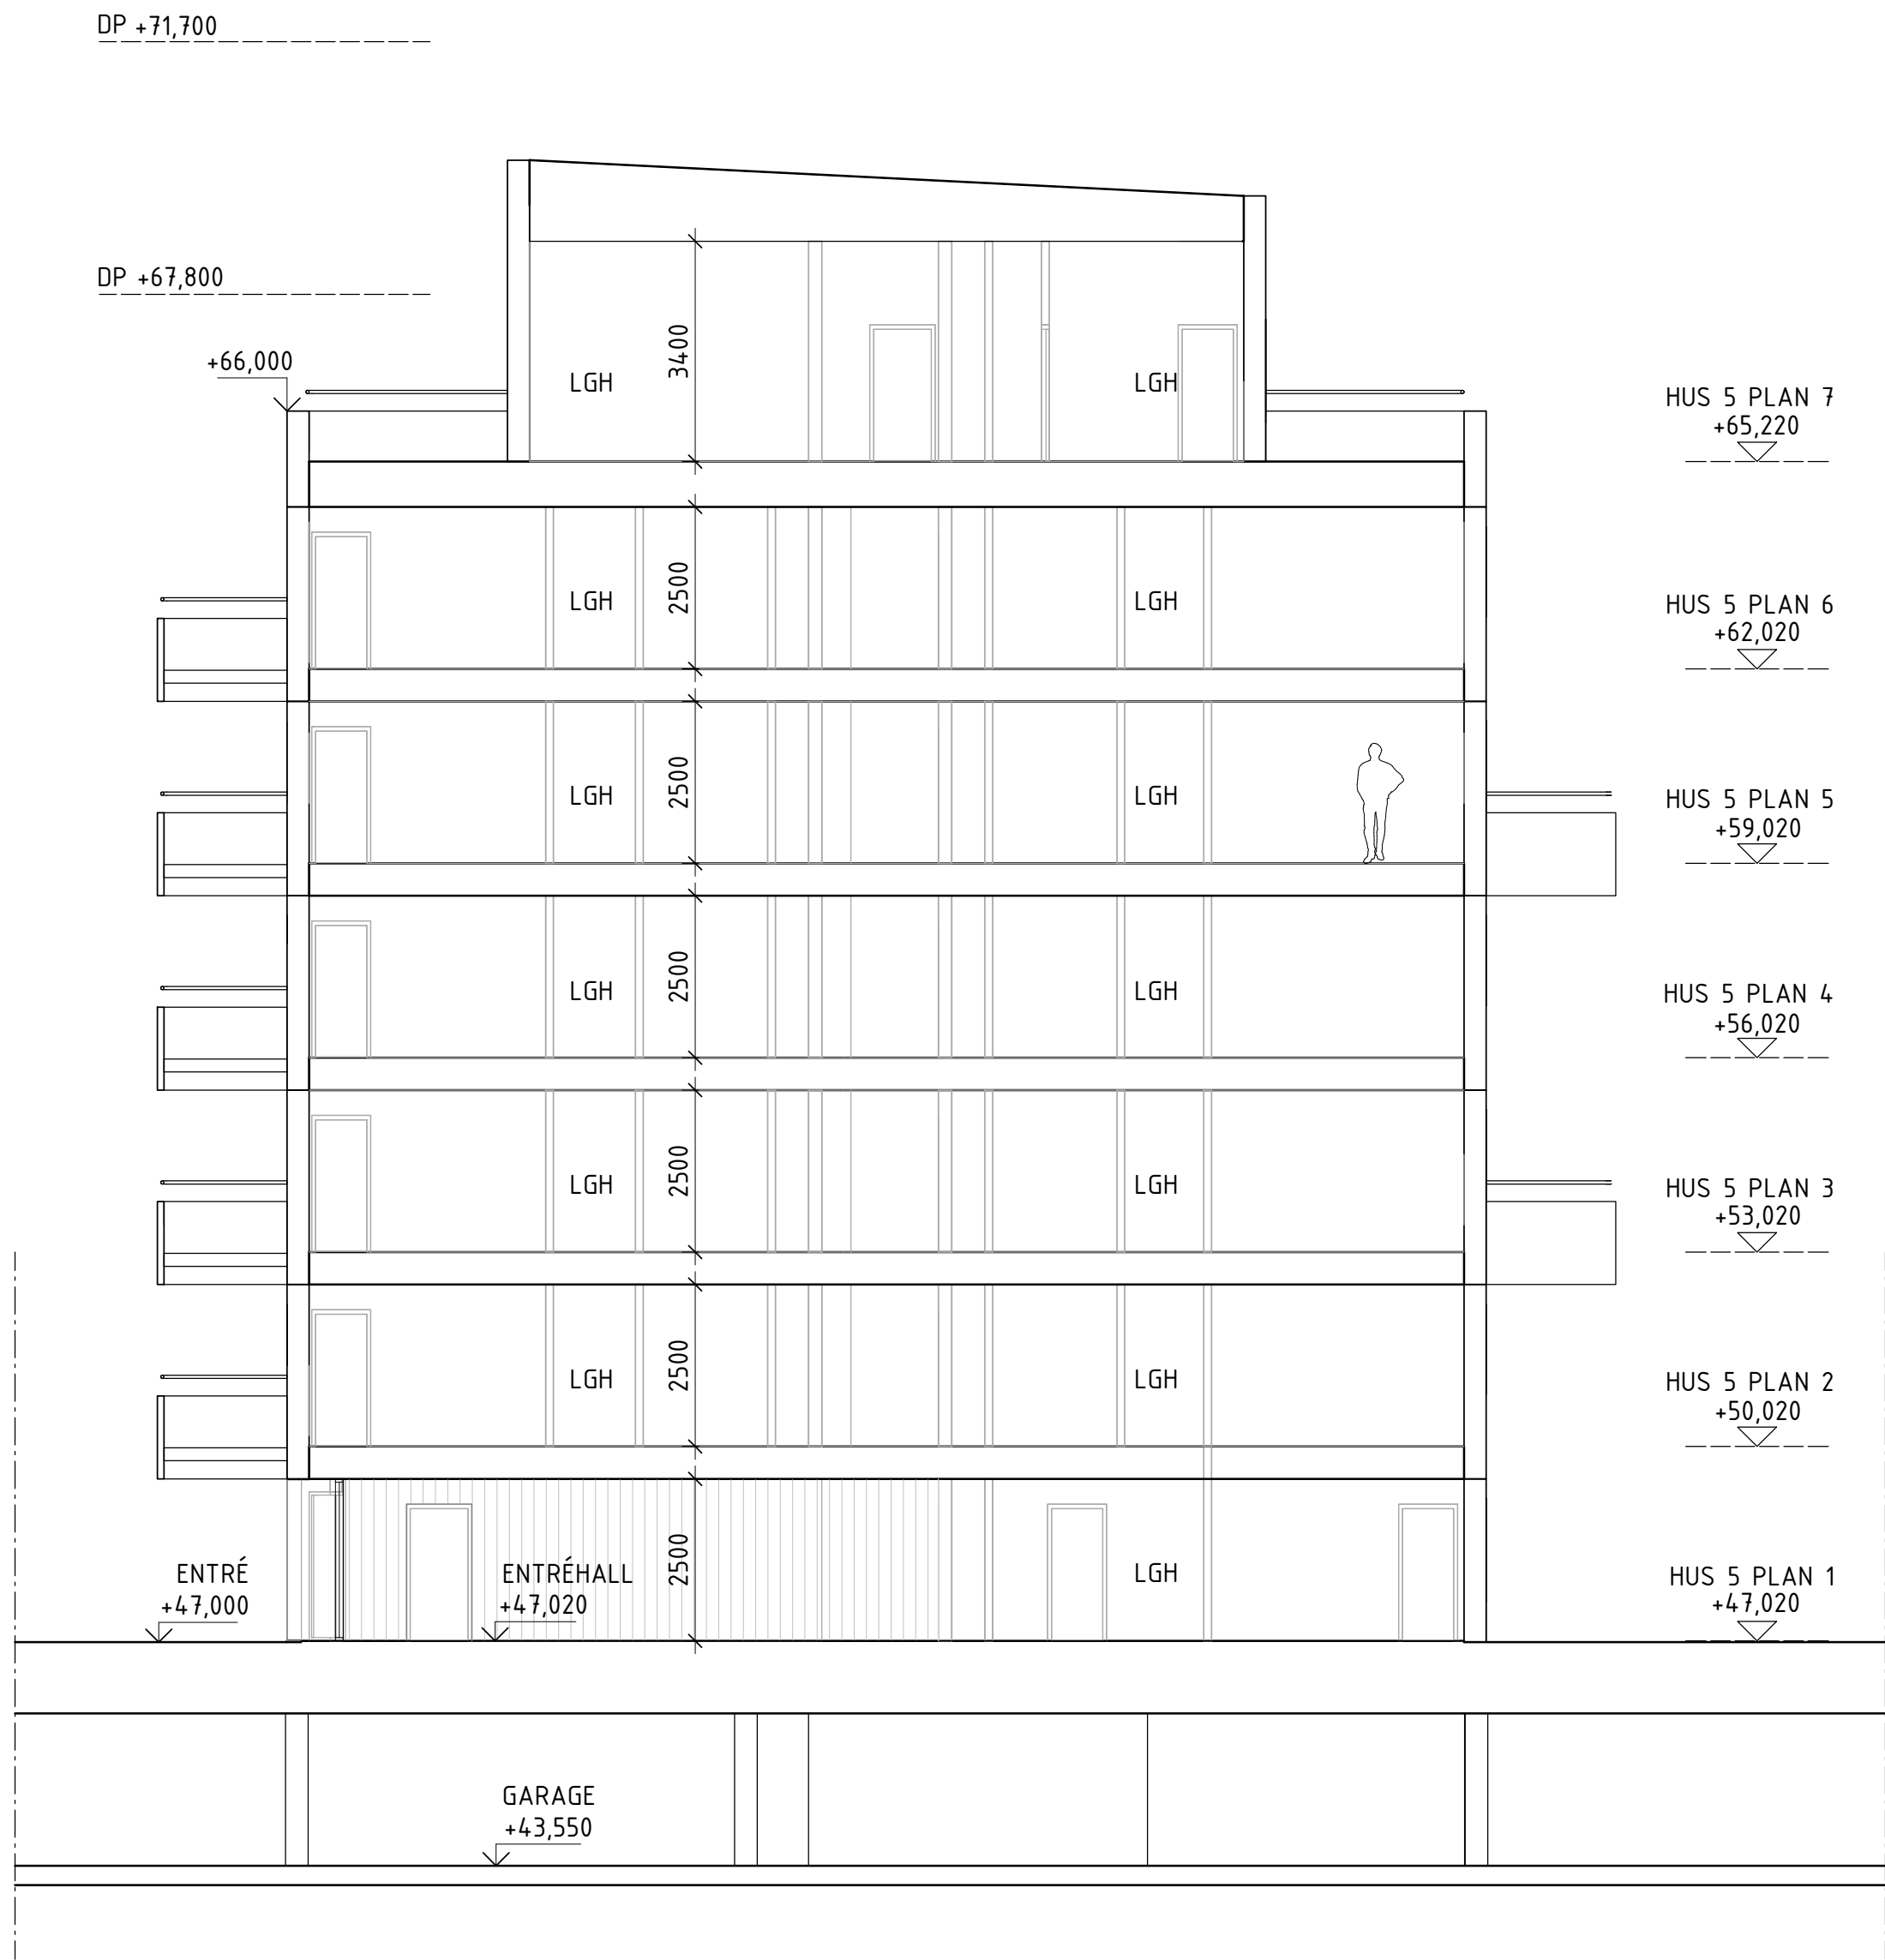 DP +71,700
DP +67,800
+66,000
3400
LGH
LGH
HUS 5 PLAN 7
+65,220
LGH
2500
LGH
HUS 5 PLAN 6
+62,020
LGH
2500
LGH
HUS 5 PLAN 5
+59,020
LGH
2500
LGH
HUS 5 PLAN 4
+56,020
LGH
2500
LGH
HUS 5 PLAN 3
+53,020
LGH
2500
LGH
HUS 5 PLAN 2
+50,020
ENTRÉ
+47,000
ENTRÉHALL
+47,020
2500
LGH
HUS 5 PLAN 1
+47,020
GARAGE
+43,550